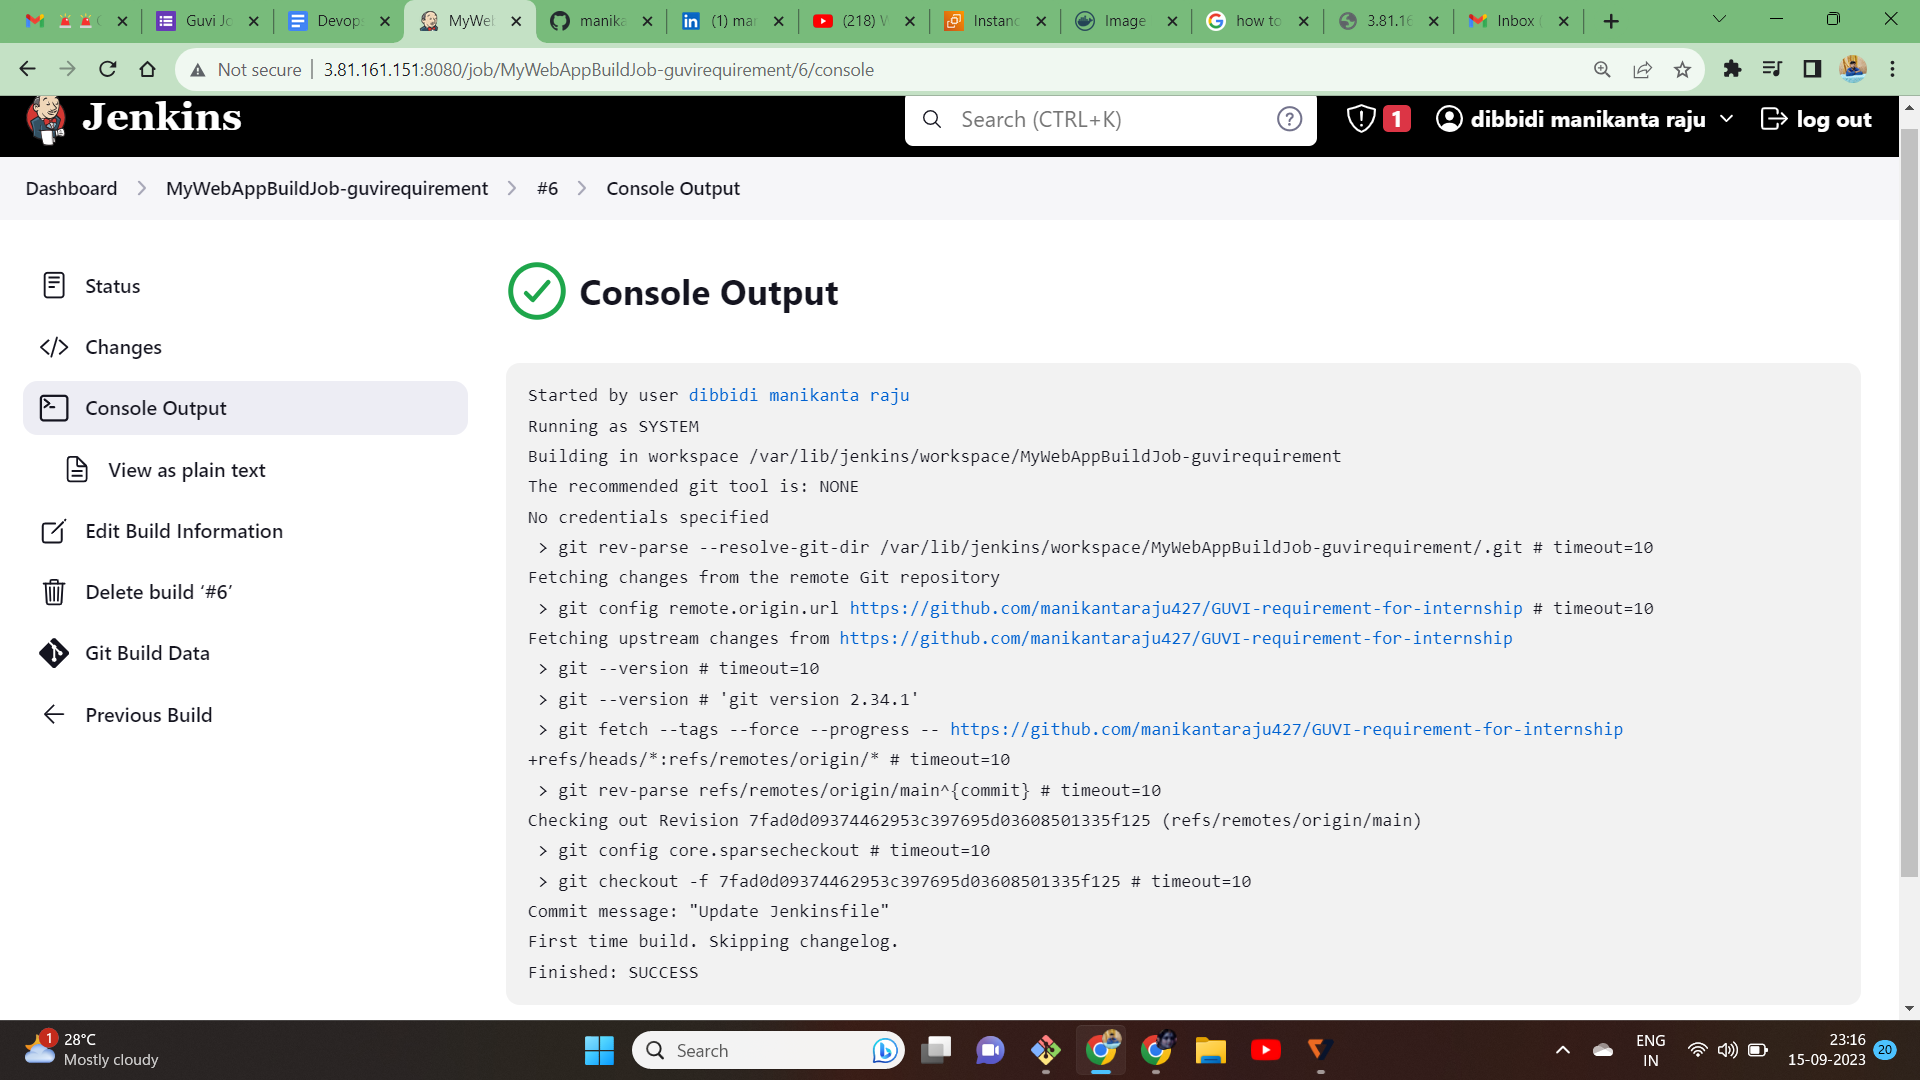 Guvi Jo
Devops
MyWeb
manika
(1) mar
(218) W
Instanc
Image
how to
3.81.16
Inbox (
Not secure
3.81.161.151:8080/job/MyWebAppBuildJob-guvirequirement/6/console
Jenkins
Search (CTRL+K)
?
1
dibbidi manikanta raju
log out
Dashboard
MyWebAppBuildJob-guvirequirement
#6
Console Output
Status
Changes
Console Output
View as plain text
Edit Build Information
Delete build ‘#6’
Git Build Data
Previous Build
Console Output
Started by user dibbidi manikanta raju
Running as SYSTEM
Building in workspace /var/lib/jenkins/workspace/MyWebAppBuildJob-guvirequirement
The recommended git tool is: NONE
No credentials specified
> git rev-parse --resolve-git-dir /var/lib/jenkins/workspace/MyWebAppBuildJob-guvirequirement/.git # timeout=10
Fetching changes from the remote Git repository
> git config remote.origin.url https://github.com/manikantaraju427/GUVI-requirement-for-internship # timeout=10
Fetching upstream changes from https://github.com/manikantaraju427/GUVI-requirement-for-internship
> git --version # timeout=10
> git --version # 'git version 2.34.1'
> git fetch --tags --force --progress -- https://github.com/manikantaraju427/GUVI-requirement-for-internship
+refs/heads/*:refs/remotes/origin/* # timeout=10
> git rev-parse refs/remotes/origin/main^{commit} # timeout=10
Checking out Revision 7fad0d09374462953c397695d03608501335f125 (refs/remotes/origin/main)
> git config core.sparsecheckout # timeout=10
> git checkout -f 7fad0d09374462953c397695d03608501335f125 # timeout=10
Commit message: "Update Jenkinsfile"
First time build. Skipping changelog.
Finished: SUCCESS
1
28°C
Mostly cloudy
Search
ENG
IN
23:16
15-09-2023
20